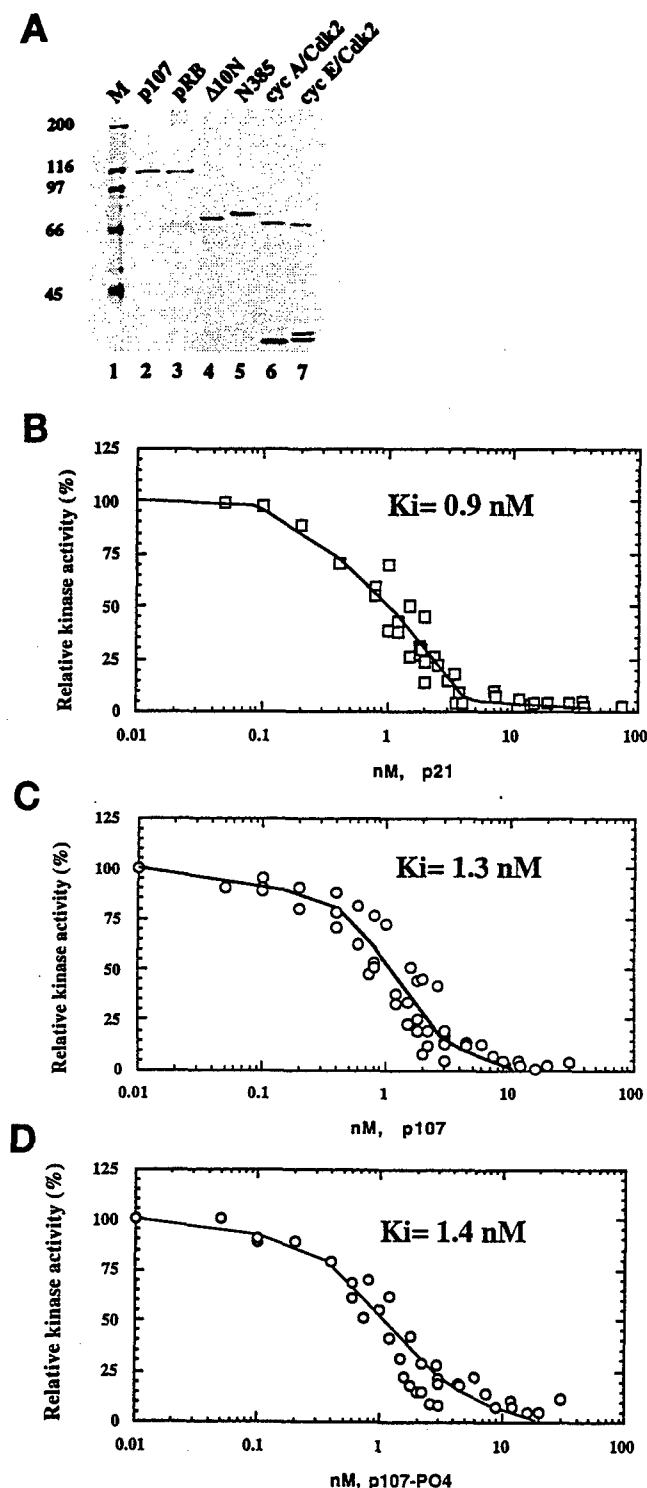 A
M p107 pRB Δ10N N385 cyc A/Cdk2 cyc E/Cdk2
200
116
97
66
45
1 2 3 4 5 6 7
B
Relative kinase activity (%)
125
100
75
50
25
0
Ki= 0.9 nM
0.01 0.1 1 10 100
nM, p21
C
Relative kinase activity (%)
125
100
75
50
25
0
Ki= 1.3 nM
0.01 0.1 1 10 100
nM, p107
D
Relative kinase activity (%)
125
100
75
50
25
0
Ki= 1.4 nM
0.01 0.1 1 10 100
nM, p107-PO4